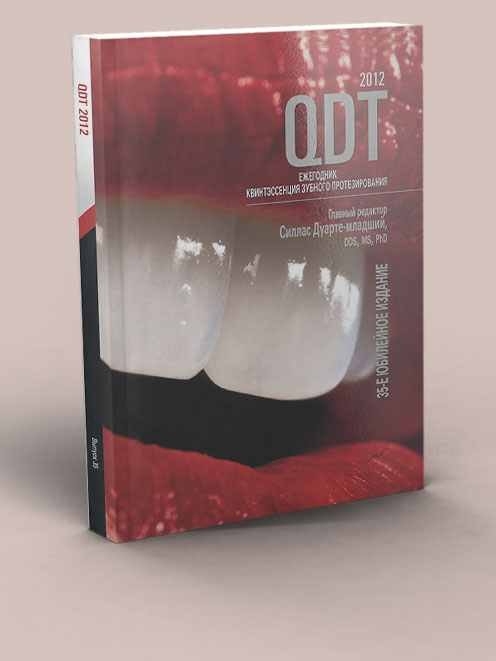 QDT 2012
Выпуск 35
2012
QDT
ЕЖЕГОДНИК
КВИНТЭССЕНЦИЯ ЗУБНОГО ПРОТЕЗИРОВАНИЯ
Главный редактор
Силлас Дуарте-младший,
DDS, MS, PhD
35-Е ЮБИЛЕЙНОЕ ИЗДАНИЕ